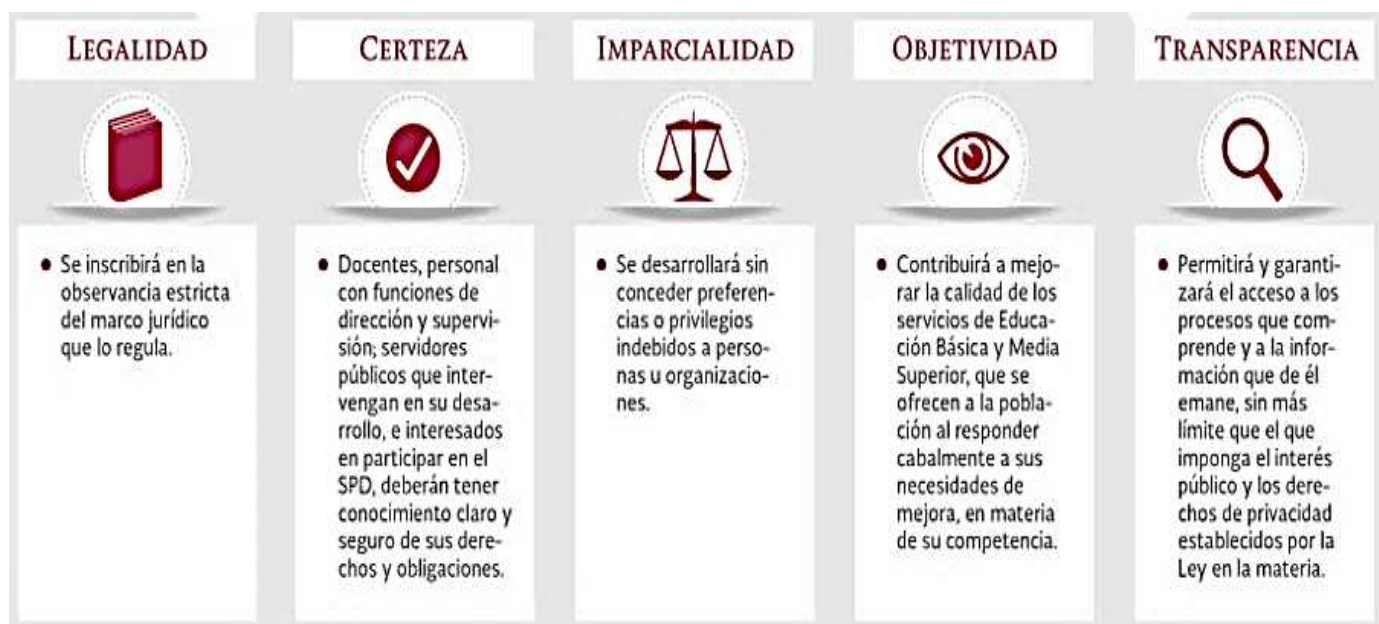 LEGALIDAD
• Se inscribirá en la
observancia estricta
del marco jurídico
que lo regula.
CERTEZA
• Docentes, personal
con funciones de
dirección y supervi-
sión; servidores
públicos que inter-
vengan en su desa-
rrollo, e interesados
en participar en el
SPD, deberán tener
conocimiento claro y
seguro de sus dere-
chos y obligaciones.
IMPARCIALIDAD
• Se desarrollará sin
conceder preferen-
cias o privilegios
indebidos a perso-
nas u organizacio-
nes.
OBJETIVIDAD
• Contribuirá a mejo-
rar la calidad de los
servicios de Educa-
ción Básica y Media
Superior, que se
ofrecen a la pobla-
ción al responder
cabalmente a sus
necesidades de
mejora, en materia
de su competencia.
TRANSPARENCIA
• Permitirá y garanti-
zará el acceso a los
procesos que com-
prende y a la infor-
mación que de él
emane, sin más
límite que el que
imponga el interés
público y los dere-
chos de privacidad
establecidos por la
Ley en la materia.